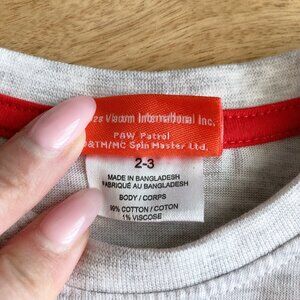 Viacom International Inc.
PAW Patrol
&TM/MC Spin Master Ltd.
2-3
MADE IN BANGLADESH
FABRIQUÉ AU BANGLADESH
BODY / CORPS
COTTON / COTON
1% VISCOSE